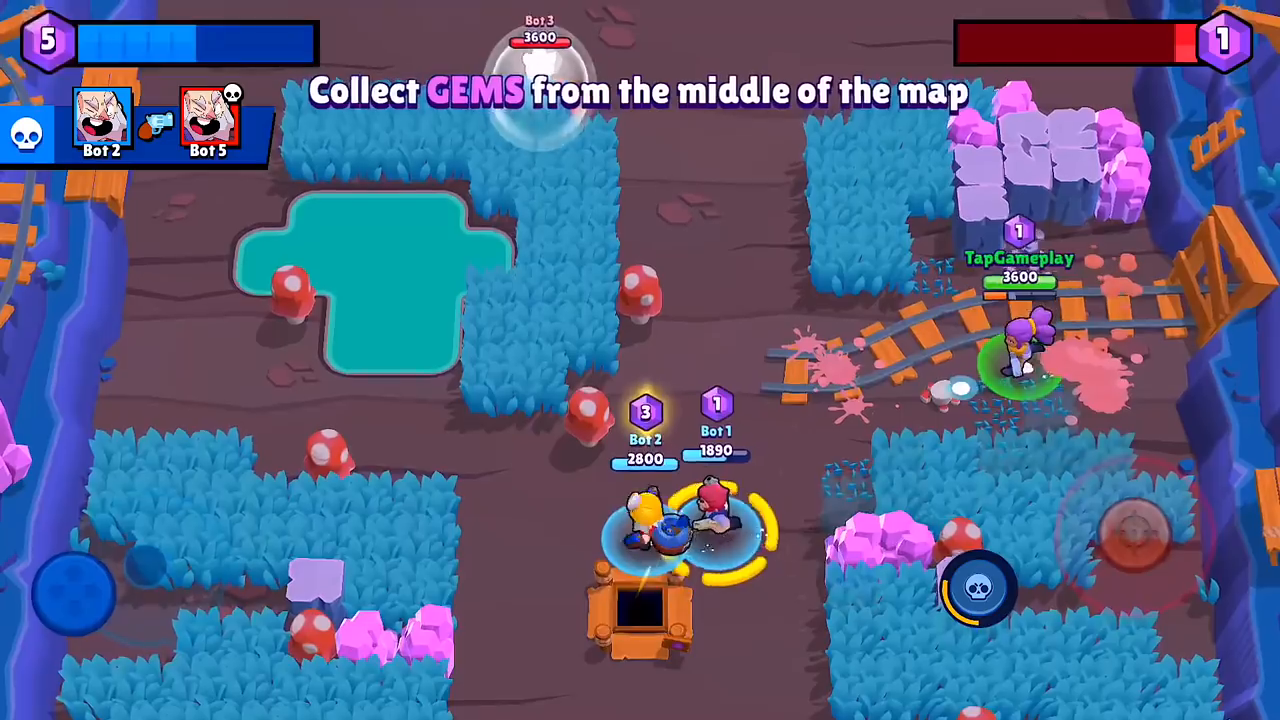 5
Bot 3
3600
1
Collect GEMS from the middle of the map
Bot 2
Bot 5
1
TapGameplay
3600
3
Bot 2
2800
1
Bot 1
1890